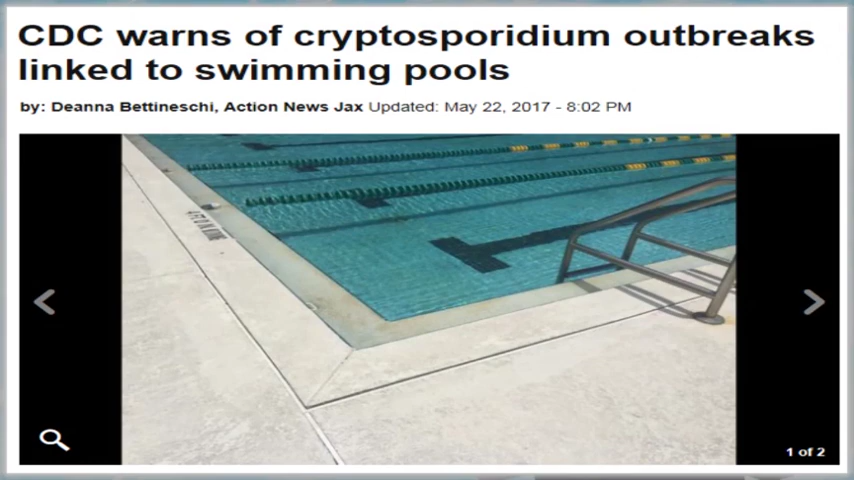 CDC warns of cryptosporidium outbreaks
linked to swimming pools
by: Deanna Bettineschi, Action News Jax Updated: May 22, 2017 - 8:02 PM
1 of 2